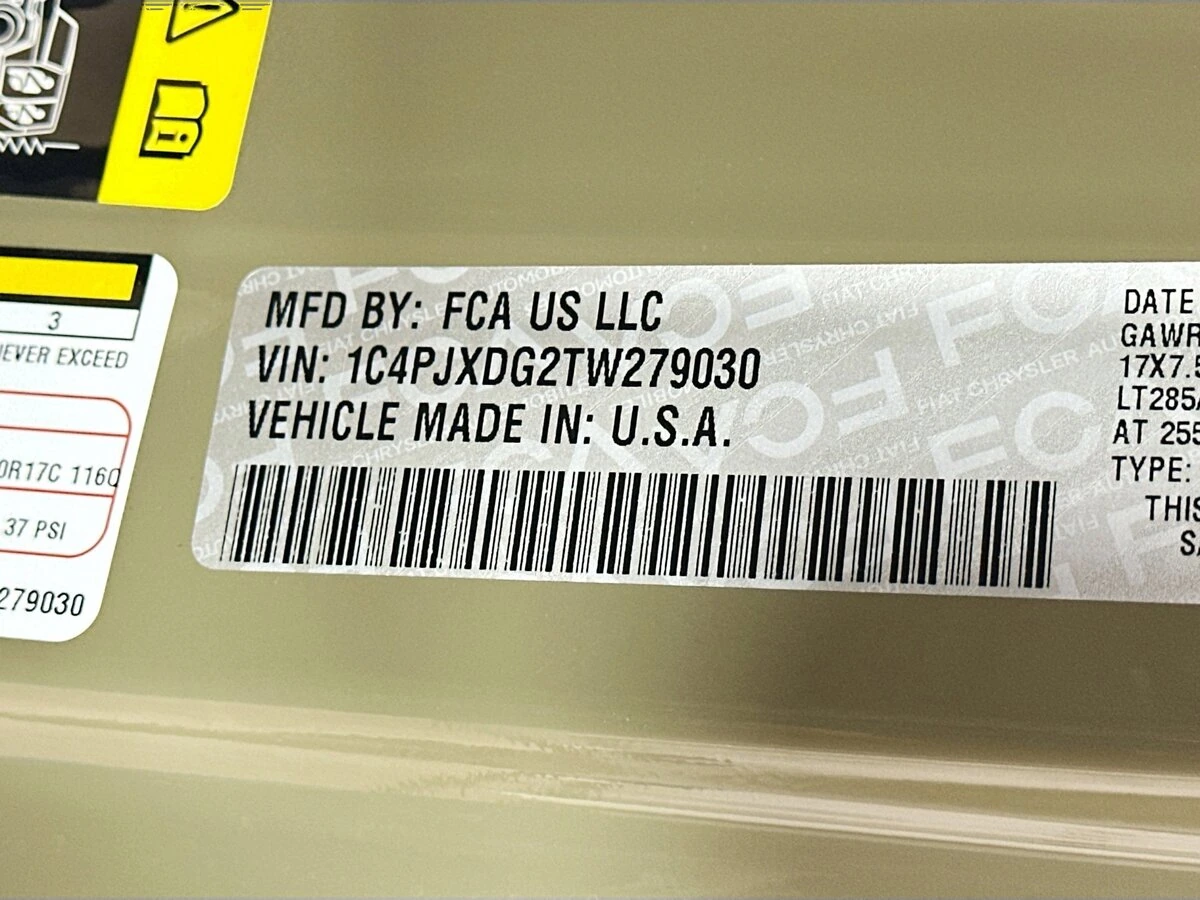 3
NEVER EXCEED
0R17C 116Q
37 PSI
279030
MFD BY: FCA US LLC
VIN: 1C4PJXDG2TW279030
VEHICLE MADE IN: U.S.A.
DATE
GAWR
17X7.5
LT285/
AT 255
TYPE:
THIS
SA